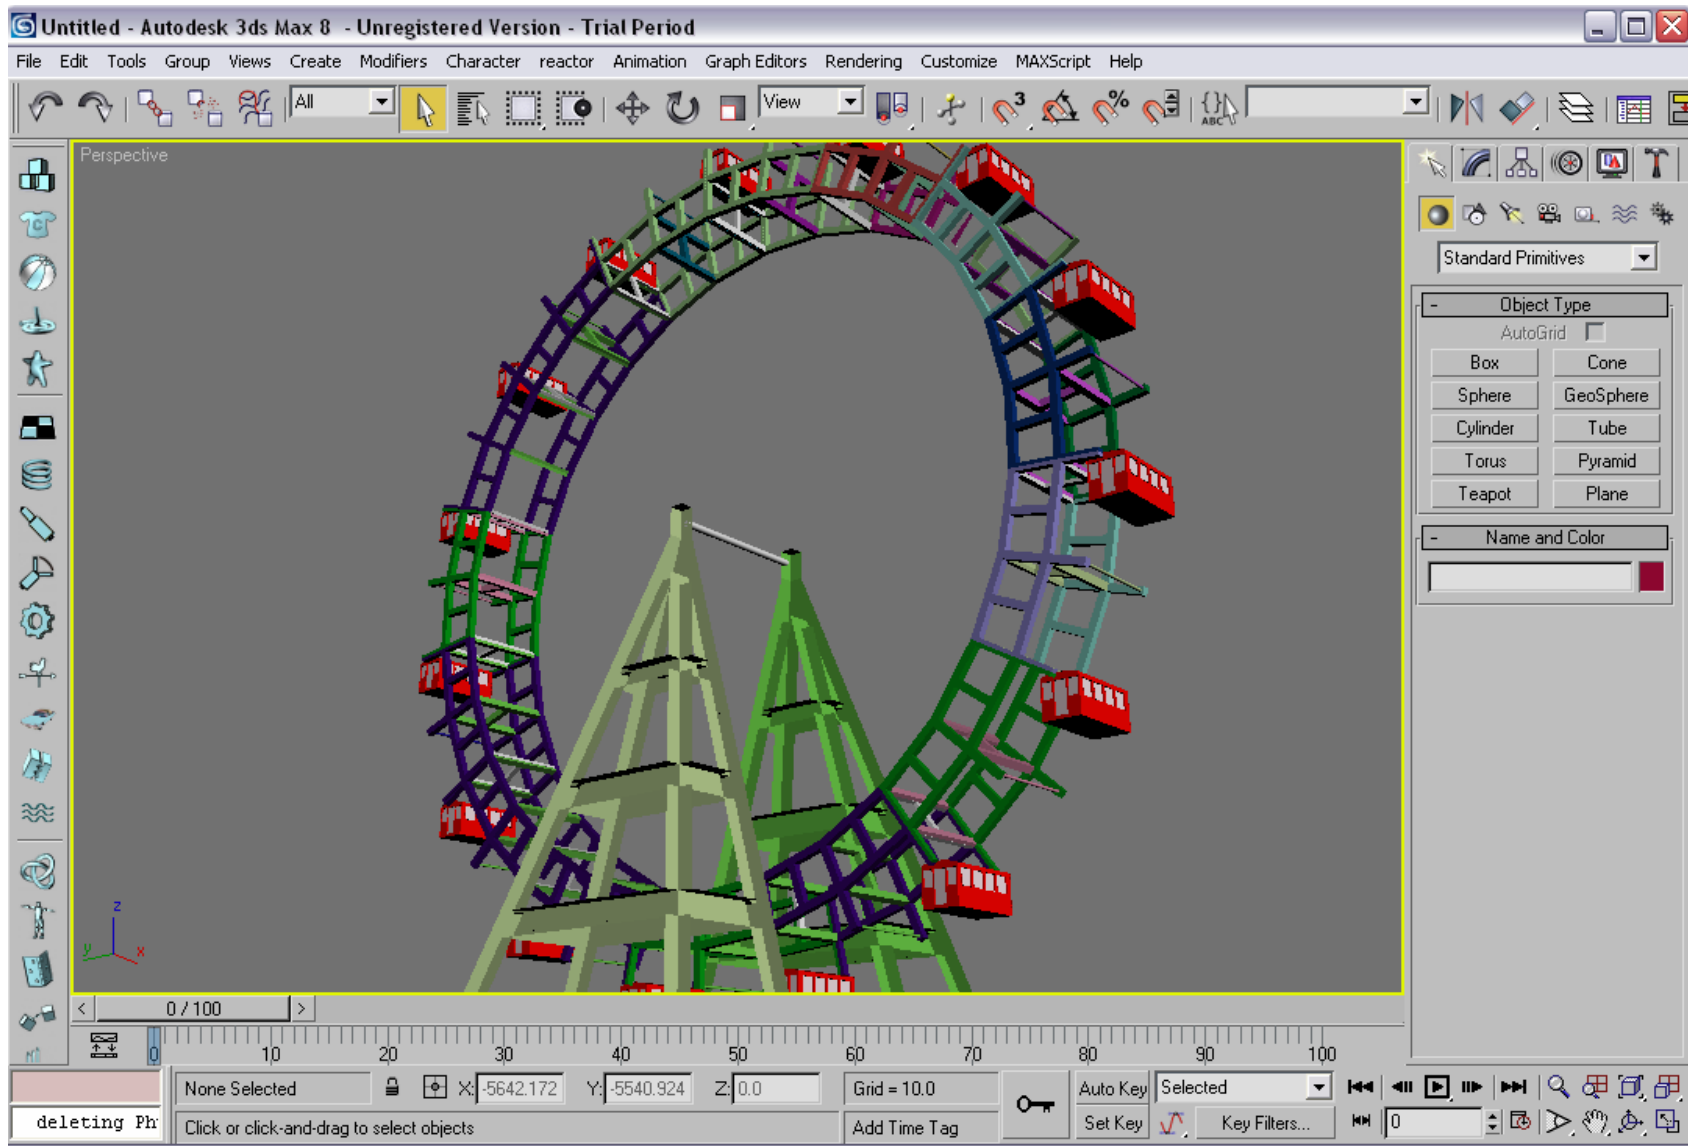 Untitled - Autodesk 3ds Max 8 - Unregistered Version - Trial Period
File Edit Tools Group Views Create Modifiers Character reactor Animation Graph Editors Rendering Customize MAXScript Help
All View 3 % {} ABC
Perspective
Standard Primitives
- Object Type
AutoGrid
Box Cone
Sphere GeoSphere
Cylinder Tube
Torus Pyramid
Teapot Plane
- Name and Color
z
y x
< 0 / 100 >
0 10 20 30 40 50 60 70 80 90 100
None Selected X: -5642.172 Y: -5540.924 Z: 0.0 Grid = 10.0 Auto Key Selected
deleting Ph Click or click-and-drag to select objects Add Time Tag Set Key Key Filters... 0